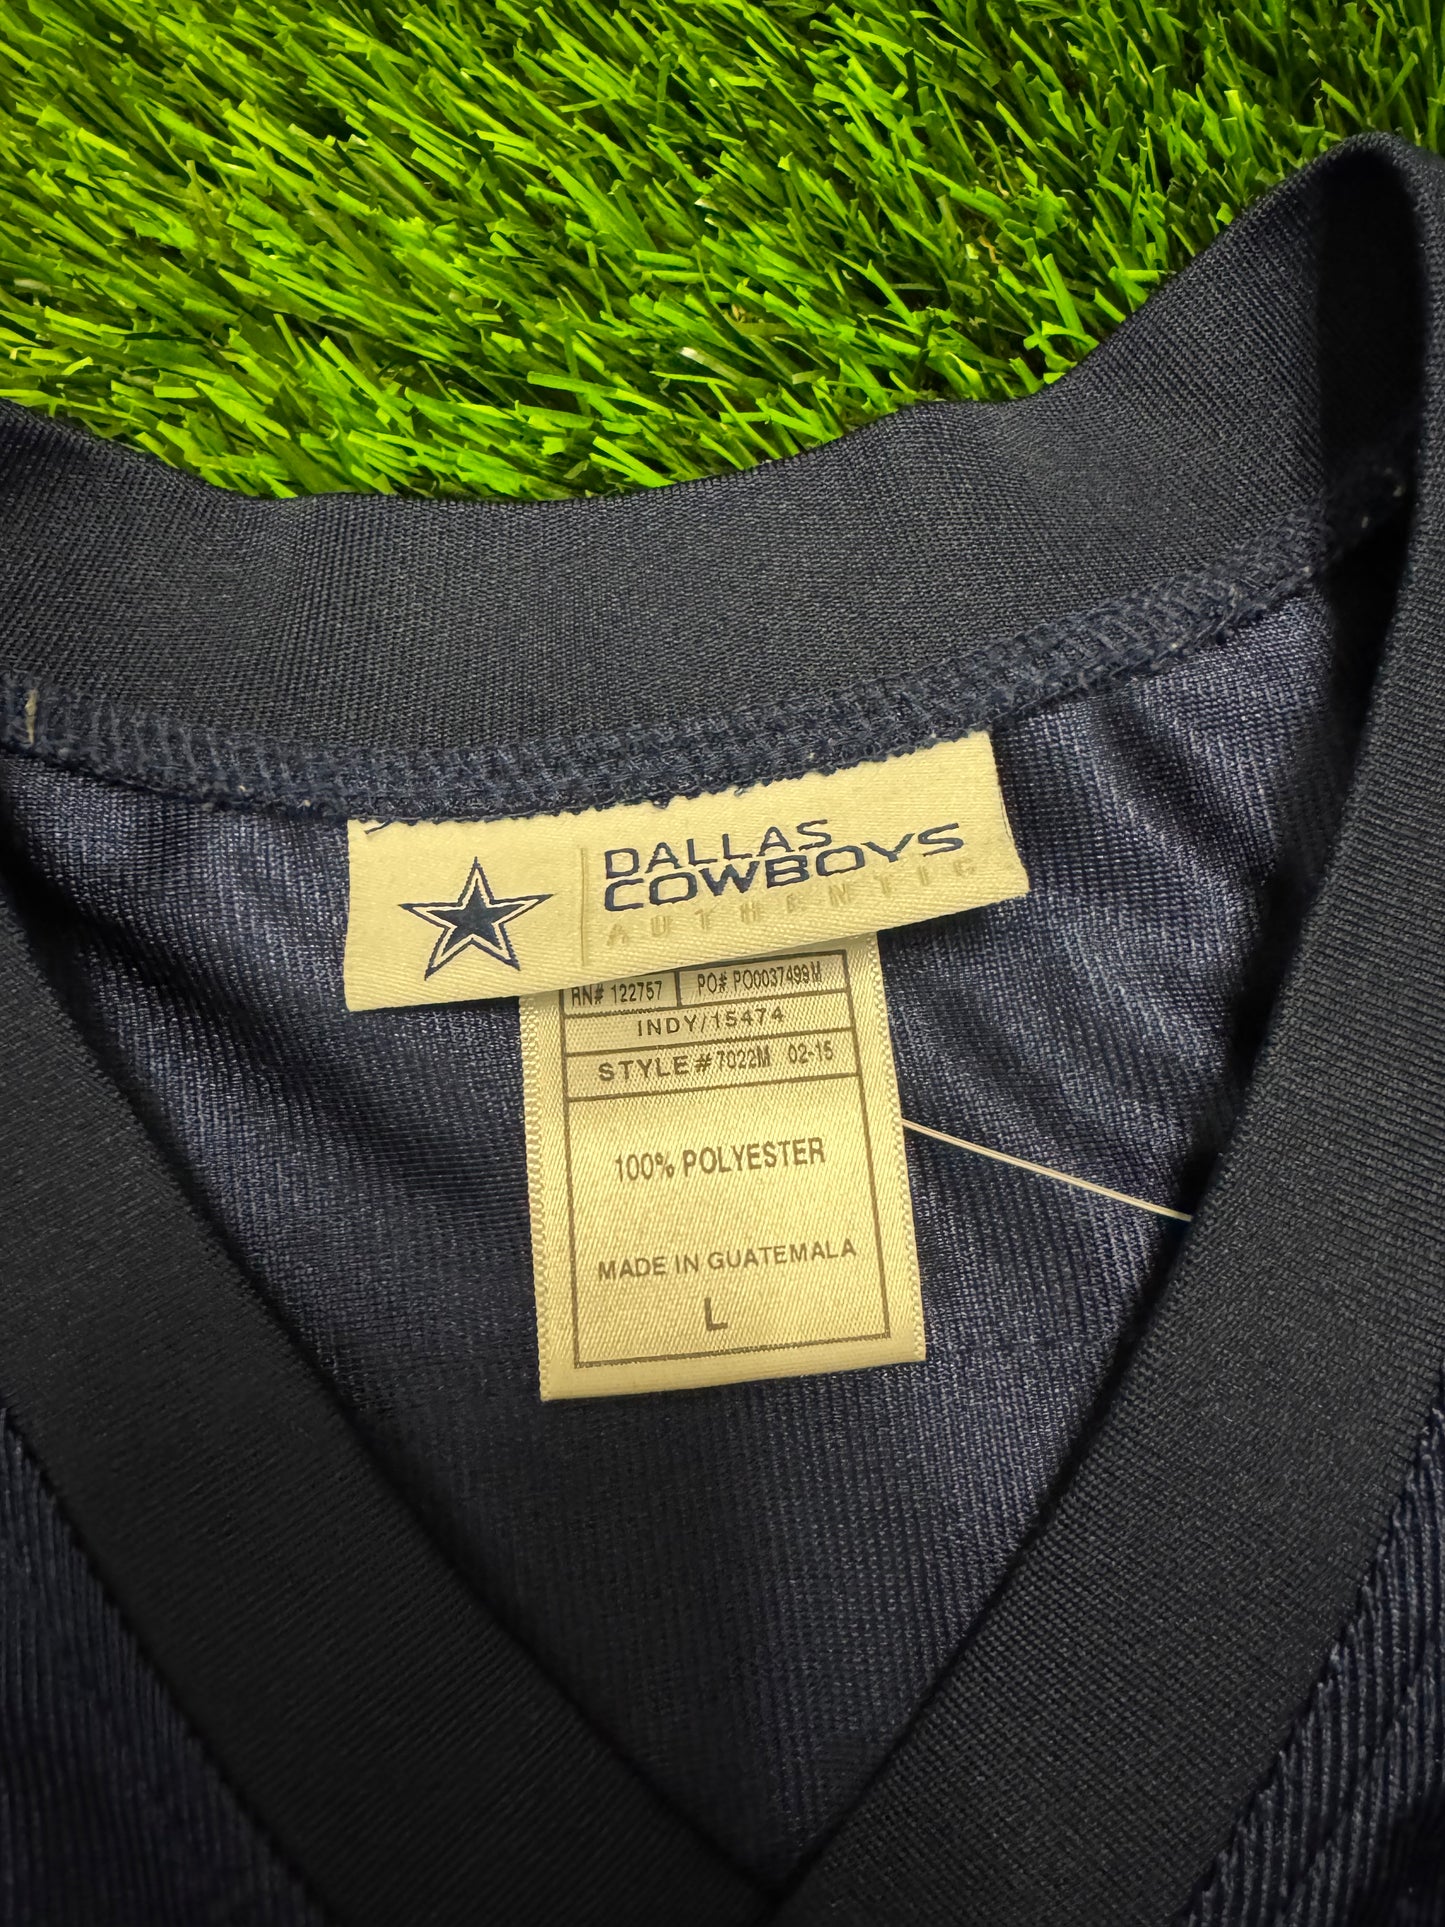 DALLAS
COWBOYS
AUTHENTIC
RN# 122757 PO# PO0037499M
INDY/15474
STYLE#7022M 02-15
100% POLYESTER
MADE IN GUATEMALA
L